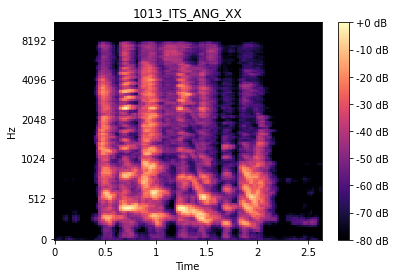 1013_ITS_ANG_XX
+0 dB
8192
-10 dB
4096
-20 dB
-30 dB
2048
Hz
-40 dB
1024
-50 dB
512
-60 dB
-70 dB
0
-80 dB
0 0.5 1 1.5 2 2.5
Time